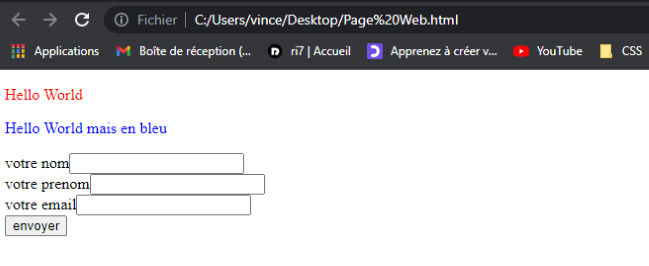 Fichier | C:/Users/vince/Desktop/Page%20Web.html
Applications Boîte de réception (... ri7 | Accueil Apprenez à créer v... YouTube CSS
Hello World
Hello World mais en bleu
votre nom
votre prenom
votre email
envoyer